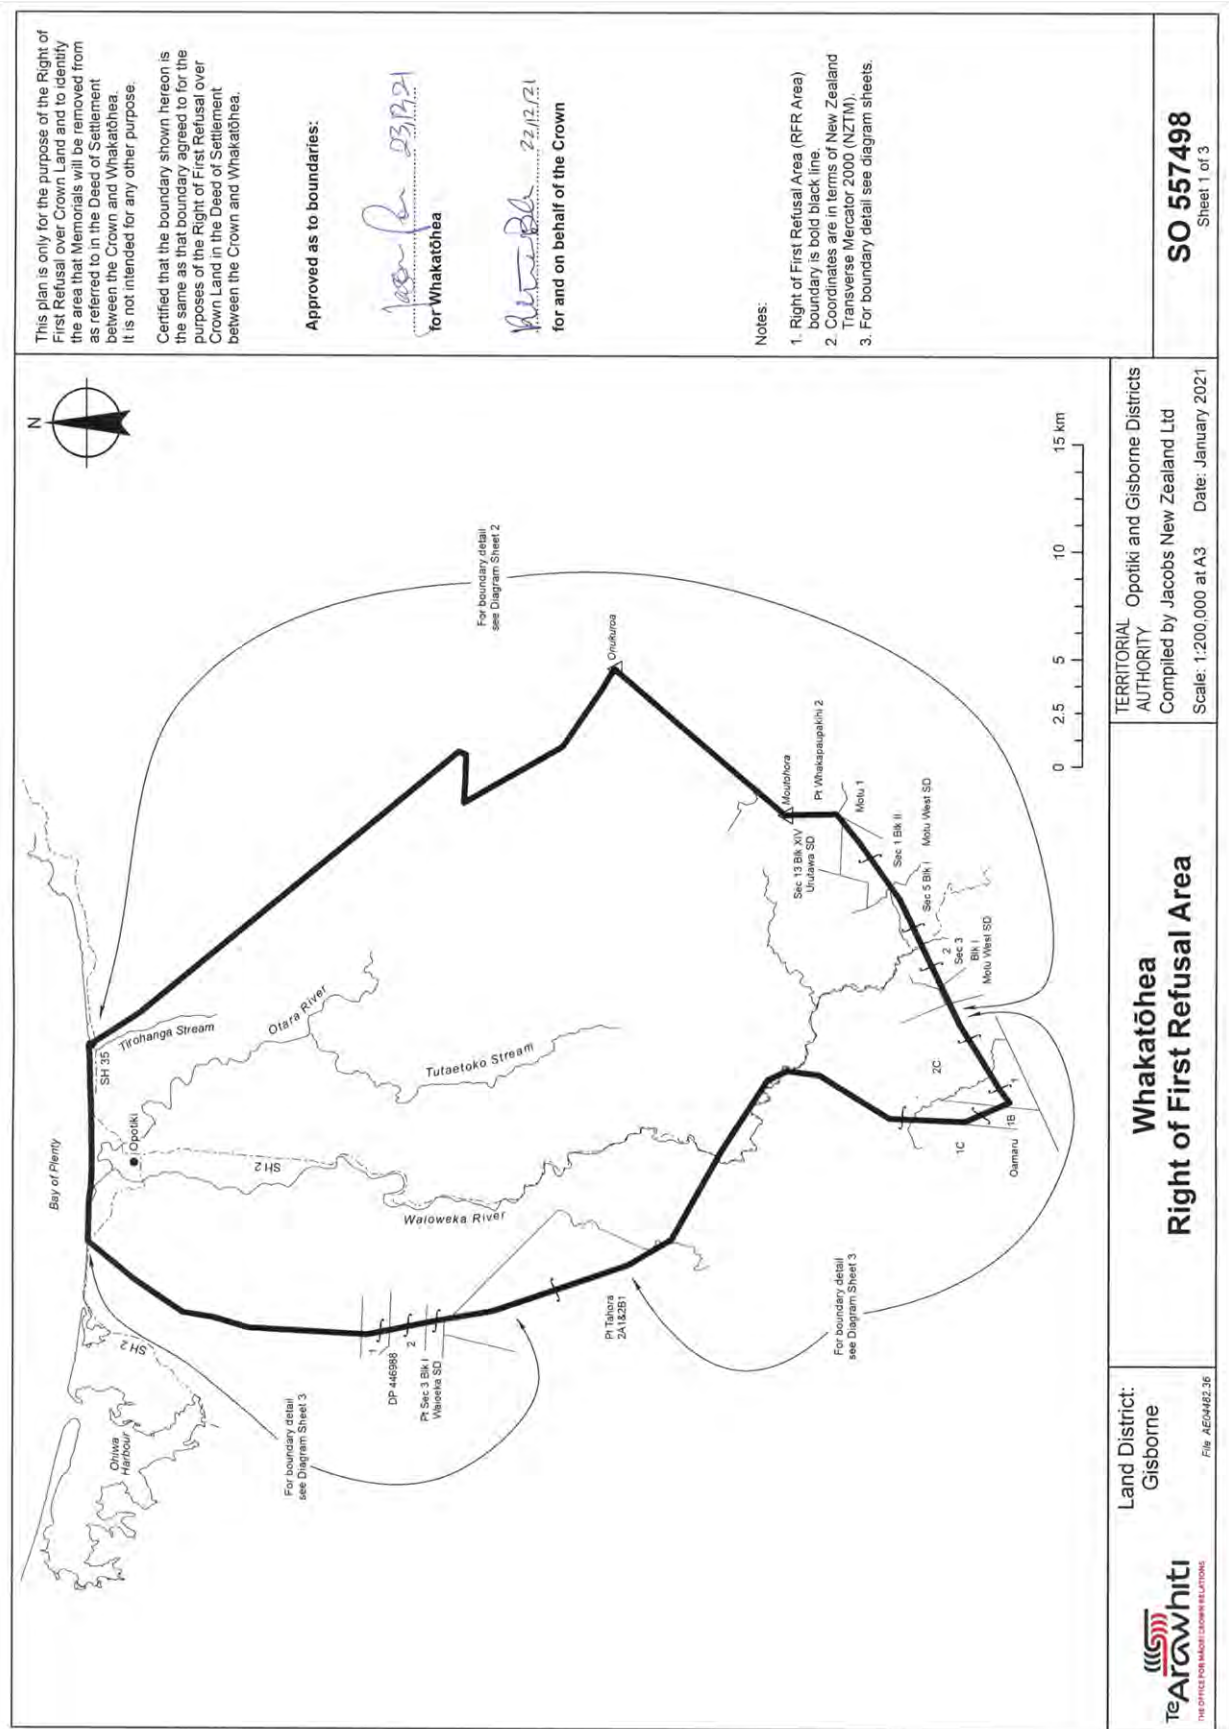 This plan is only for the purpose of the Right of
First Refusal over Crown Land and to identify
the area that Memorials will be removed from
as referred to in the Deed of Settlement
between the Crown and Whakatōhea.
It is not intended for any other purpose.
Certified that the boundary shown hereon is
the same as that boundary agreed to for the
purposes of the Right of First Refusal over
Crown Land in the Deed of Settlement
between the Crown and Whakatōhea.
Approved as to boundaries:
for Whakatōhea
22/12/21
for and on behalf of the Crown
Notes:
1. Right of First Refusal Area (RFR Area)
boundary is bold black line.
2. Coordinates are in terms of New Zealand
Transverse Mercator 2000 (NZTM).
3. For boundary detail see diagram sheets.
SO 557498
Sheet 1 of 3
N
Bay of Plenty
SH 35
Opotiki
SH 2
SH 2
Ohiwa
Harbour
Tirohanga Stream
Otara River
Tutaetoko Stream
Waioweka River
For boundary detail
see Diagram Sheet 2
For boundary detail
see Diagram Sheet 3
For boundary detail
see Diagram Sheet 3
1
2
DP 446988
Pt Sec 3 Blk I
Waioeka SD
Pt Tahora
2A1&2B1
Onukuroa
Moutohora
Pt Whakapaupakihi 2
Motu 1
Sec 13 Blk XIV
Urutawa SD
Sec 1 Blk II
Sec 5 Blk I
Motu West SD
2
Sec 3
Blk I
Motu West SD
2C
1
1C
1B
Oamaru
0
2.5
5
10
15 km
TeArawhiti
THE OFFICE FOR MĀORI CROWN RELATIONS
Land District:
Gisborne
File AE04482.36
Whakatōhea
Right of First Refusal Area
TERRITORIAL
AUTHORITY
Opotiki and Gisborne Districts
Compiled by Jacobs New Zealand Ltd
Scale: 1:200,000 at A3
Date: January 2021